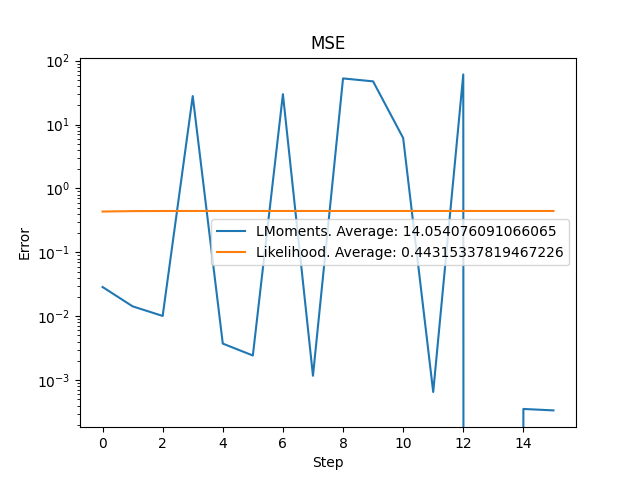 MSE
10²
10¹
10⁰
10⁻¹
10⁻²
10⁻³
Error
LMoments. Average: 14.054076091066065
Likelihood. Average: 0.44315337819467226
0 2 4 6 8 10 12 14
Step